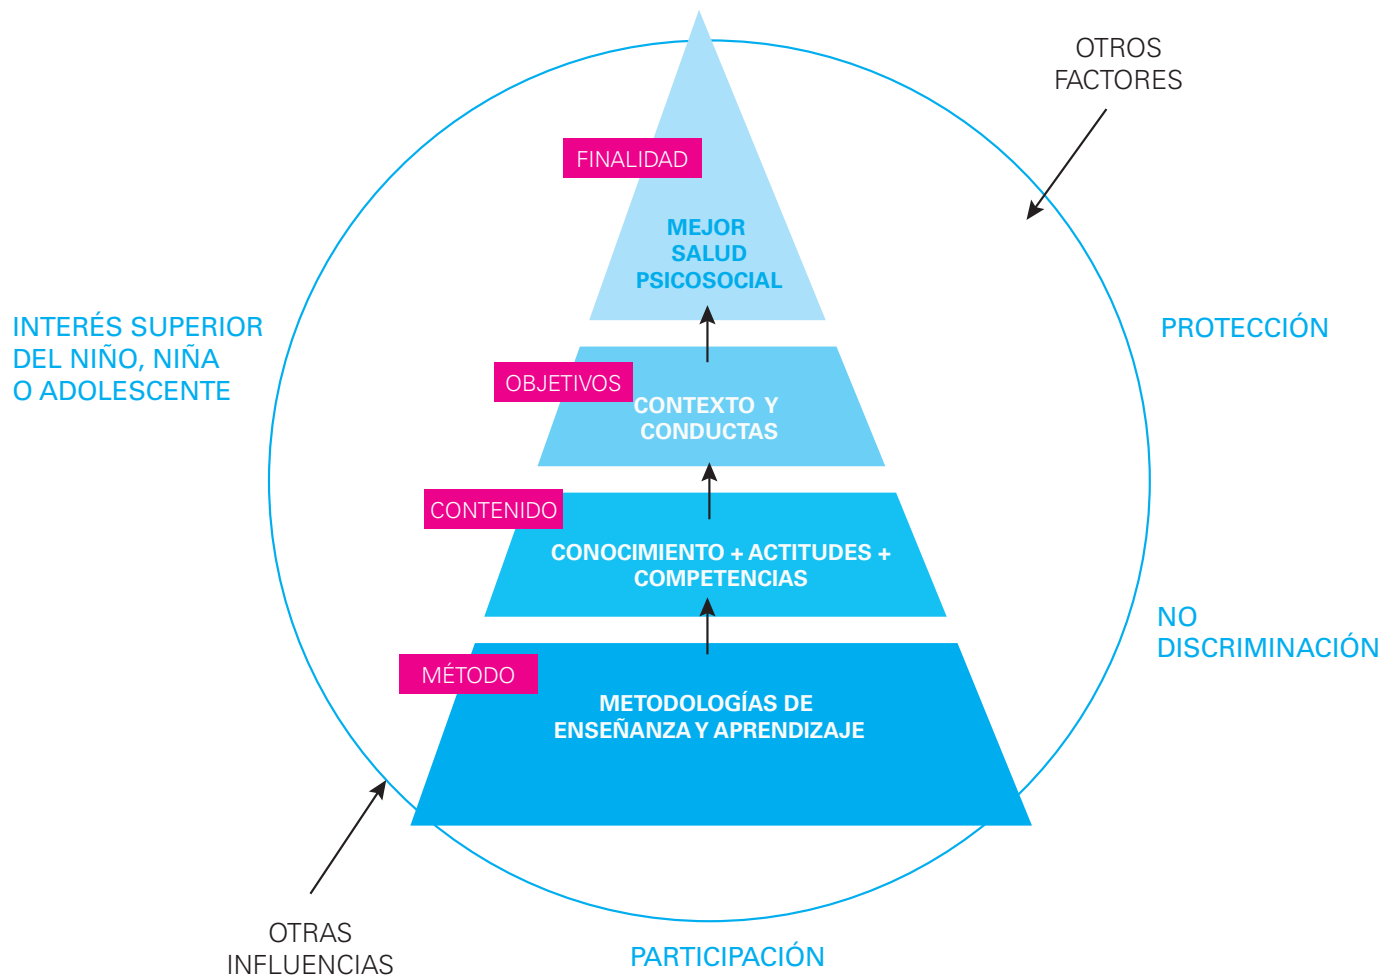 OTROS
FACTORES
FINALIDAD
MEJOR
SALUD
PSICOSOCIAL
INTERÉS SUPERIOR
DEL NIÑO, NIÑA
O ADOLESCENTE
PROTECCIÓN
OBJETIVOS
CONTEXTO Y
CONDUCTAS
CONTENIDO
CONOCIMIENTO + ACTITUDES +
COMPETENCIAS
NO
DISCRIMINACIÓN
MÉTODO
METODOLOGÍAS DE
ENSEÑANZA Y APRENDIZAJE
OTRAS
INFLUENCIAS
PARTICIPACIÓN